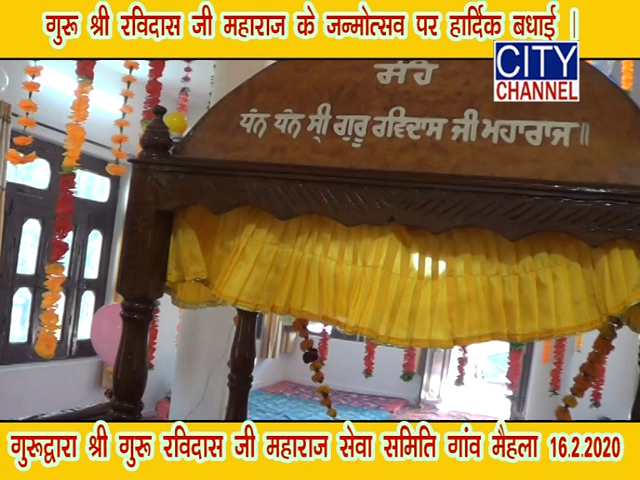 गुरू श्री रविदास जी महाराज के जन्मोत्सव पर हार्दिक बधाई |
CITY
CHANNEL
ਸੋਹੰ
ਧੰਨ ਧੰਨ ਸ੍ਰੀ ਗੁਰੂ ਰਵਿਦਾਸ ਜੀ ਮਹਾਰਾਜ॥
गुरूद्वारा श्री गुरू रविदास जी महाराज सेवा समिति गांव मैहला 16.2.2020